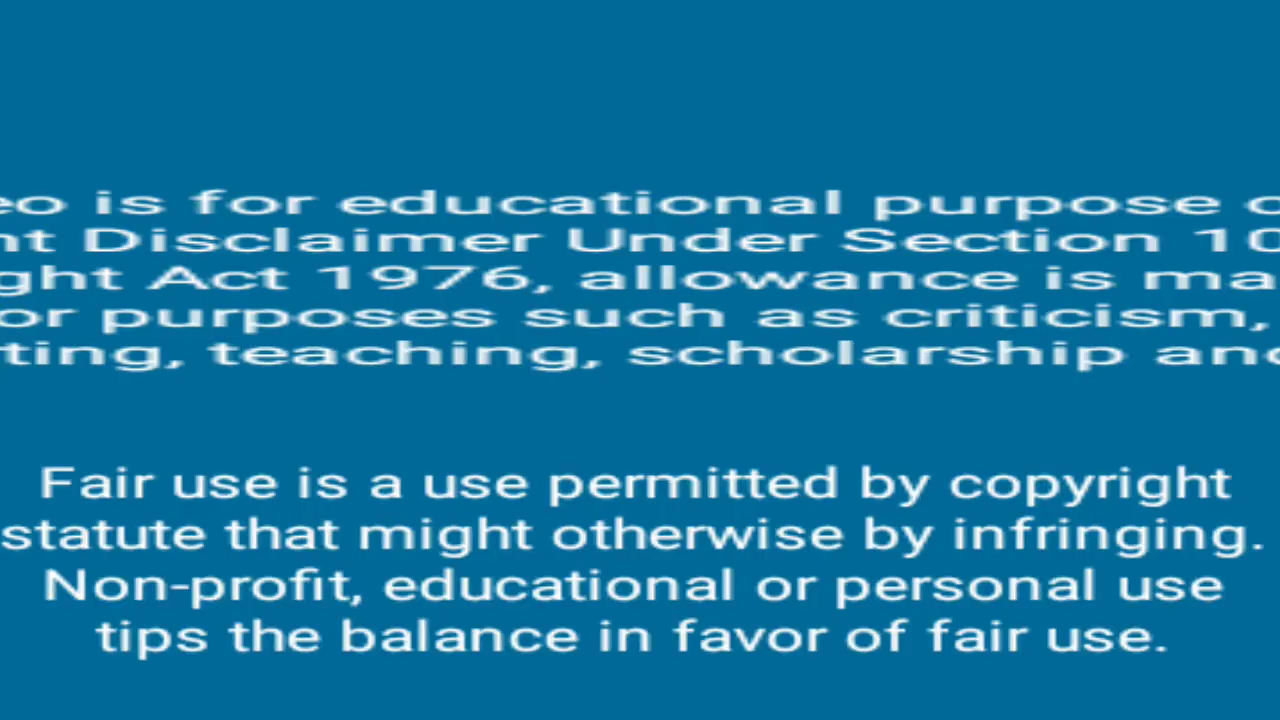 eo is for educational purpose
nt Disclaimer Under Section 10
ght Act 1976, allowance is ma
or purposes such as criticism,
ting, teaching, scholarship and
Fair use is a use permitted by copyright
statute that might otherwise by infringing.
Non-profit, educational or personal use
tips the balance in favor of fair use.